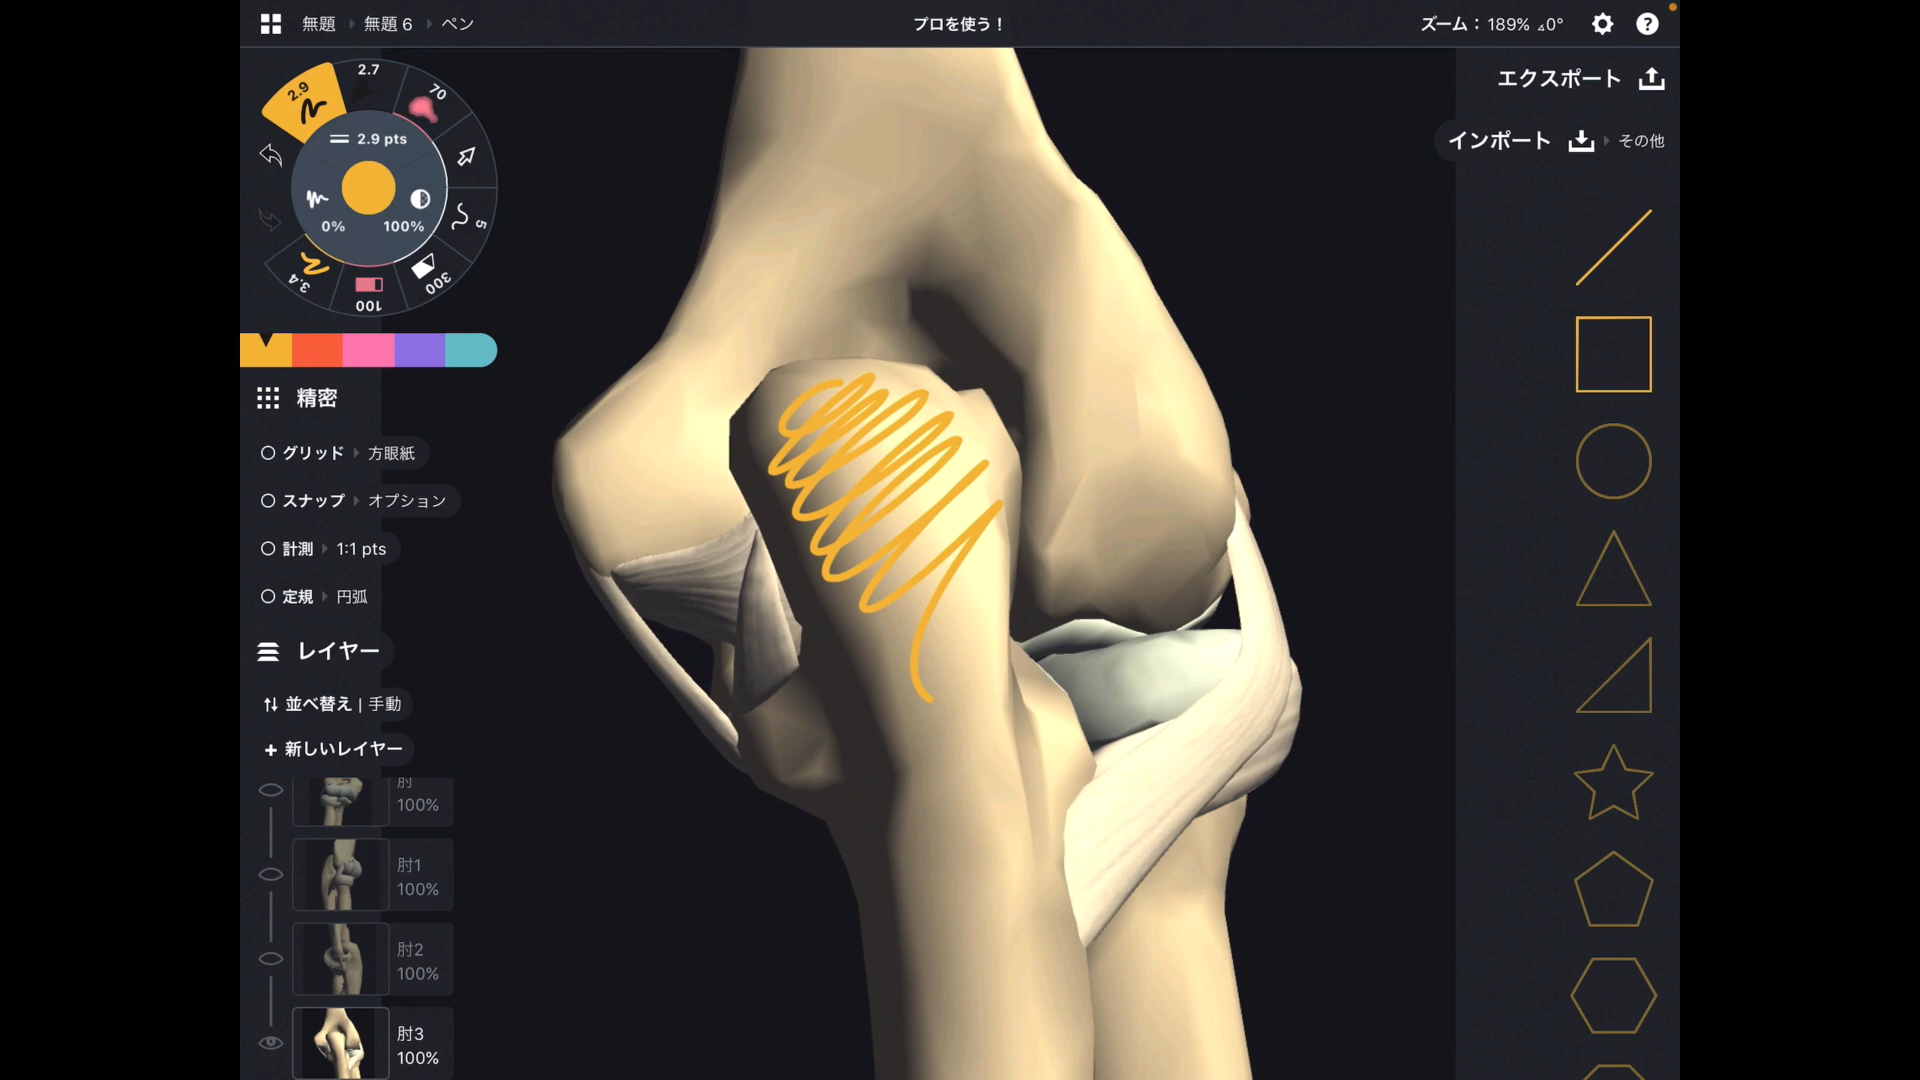 無題 無題 6 ペン
プロを使う！
ズーム： 189% ⊿0°
エクスポート
インポート その他
2.9
2.7
70
5
300
100
3.4
2.9 pts
0% 100%
精密
グリッド 方眼紙
スナップ オプション
計測 1:1 pts
定規 円弧
レイヤー
並べ替え | 手動
+ 新しいレイヤー
肘
100%
肘1
100%
肘2
100%
肘3
100%